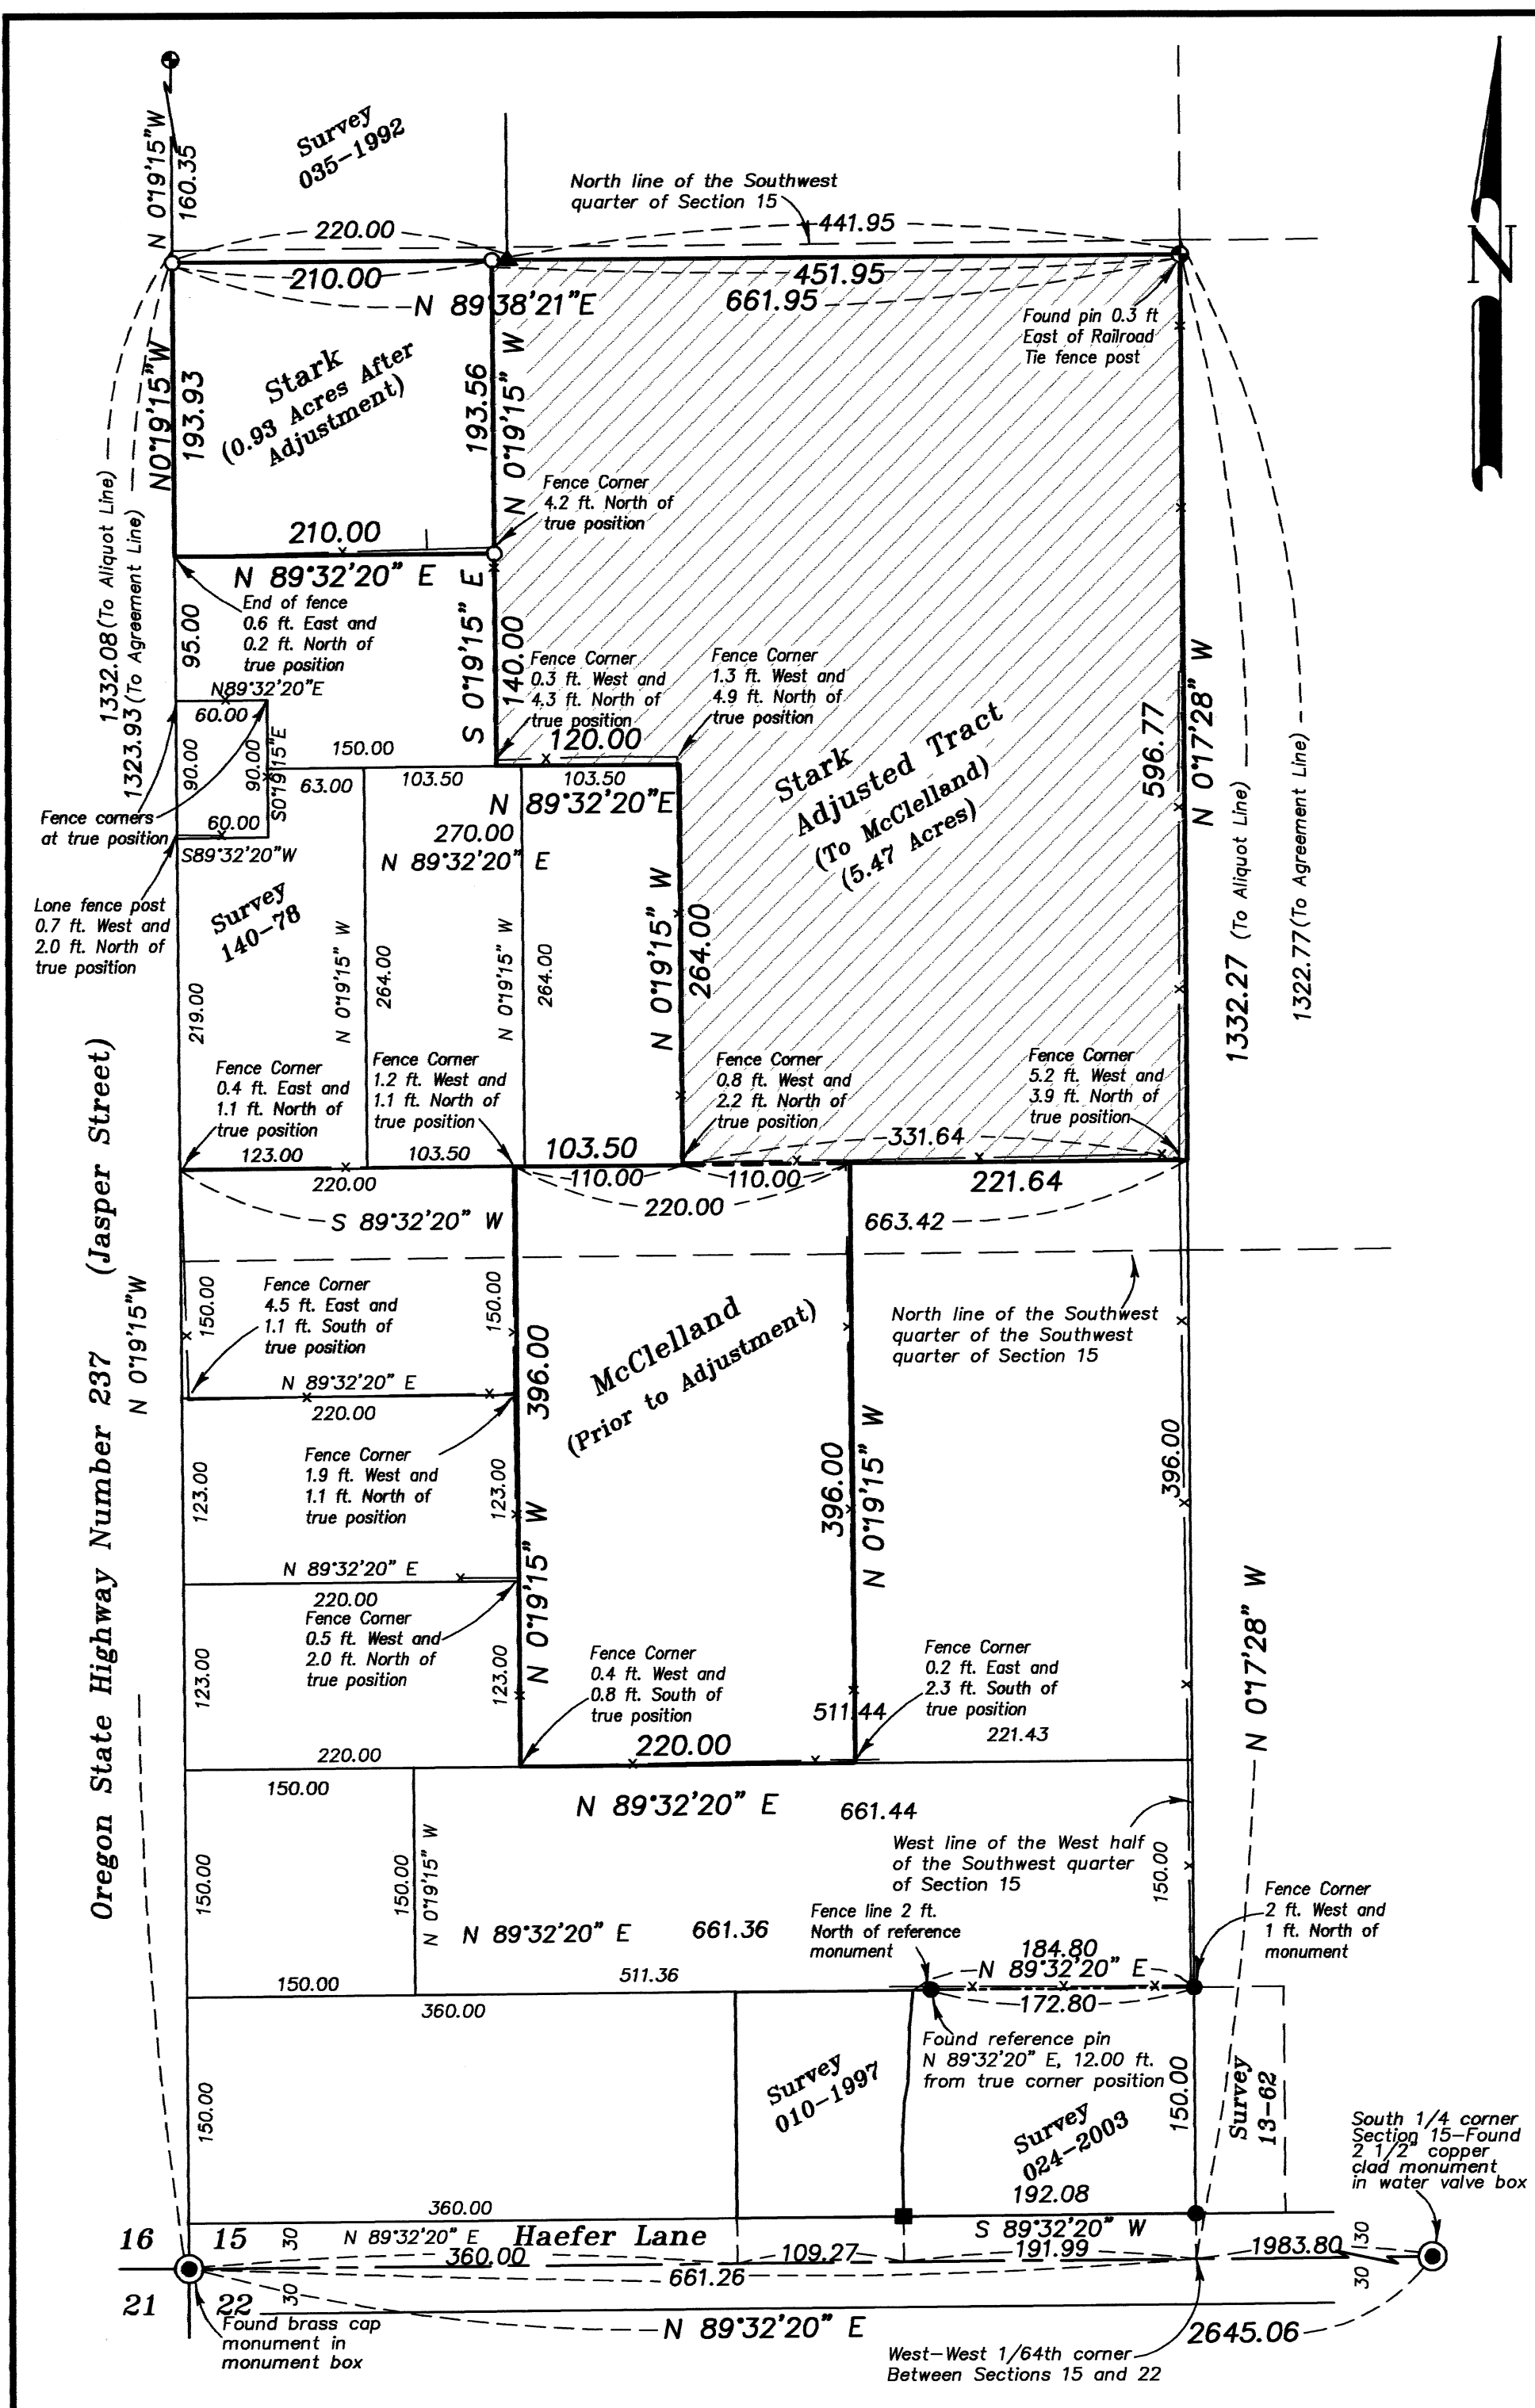 N 0°19'15"W
160.35
Survey
035-1992
North line of the Southwest
quarter of Section 15
220.00
441.95
210.00
451.95
N 89°38'21"E
661.95
N
Found pin 0.3 ft
East of Railroad
Tie fence post
N0°19'15"W
193.93
Stark
(0.93 Acres After
Adjustment)
193.56
N 0°19'15" W
Fence Corner
4.2 ft. North of
true position
210.00
N 89°32'20" E
1332.08 (To Aliquot Line)
1323.93 (To Agreement Line)
End of fence
0.6 ft. East and
0.2 ft. North of
true position
95.00
S 0°19'15" E
140.00
Fence Corner
0.3 ft. West and
4.3 ft. North of
true position
Fence Corner
1.3 ft. West and
4.9 ft. North of
true position
N89°32'20"E
60.00
90.00
90.00
S0°19'15"E
150.00
120.00
63.00
103.50
103.50
N 89°32'20"E
Stark
Adjusted Tract
(To McClelland)
(5.47 Acres)
596.77
N 0°17'28" W
1332.27 (To Aliquot Line)
1322.77 (To Agreement Line)
Fence corners
at true position
60.00
S89°32'20"W
270.00
N 89°32'20" E
Lone fence post
0.7 ft. West and
2.0 ft. North of
true position
Survey
140-78
219.00
N 0°19'15" W
264.00
N 0°19'15" W
264.00
N 0°19'15" W
264.00
Fence Corner
0.4 ft. East and
1.1 ft. North of
true position
Fence Corner
1.2 ft. West and
1.1 ft. North of
true position
Fence Corner
0.8 ft. West and
2.2 ft. North of
true position
Fence Corner
5.2 ft. West and
3.9 ft. North of
true position
123.00
103.50
103.50
331.64
220.00
110.00
110.00
221.64
S 89°32'20" W
220.00
663.42
Oregon State Highway Number 237 (Jasper Street)
N 0°19'15"W
150.00
Fence Corner
4.5 ft. East and
1.1 ft. South of
true position
150.00
396.00
McClelland
(Prior to Adjustment)
North line of the Southwest
quarter of the Southwest
quarter of Section 15
N 89°32'20" E
220.00
123.00
Fence Corner
1.9 ft. West and
1.1 ft. North of
true position
123.00
N 0°19'15" W
396.00
N 0°19'15" W
396.00
N 89°32'20" E
220.00
123.00
Fence Corner
0.5 ft. West and
2.0 ft. North of
true position
123.00
Fence Corner
0.4 ft. West and
0.8 ft. South of
true position
Fence Corner
0.2 ft. East and
2.3 ft. South of
true position
511.44
N 0°17'28" W
220.00
220.00
221.43
150.00
N 89°32'20" E
661.44
150.00
150.00
N 0°19'15" W
West line of the West half
of the Southwest quarter
of Section 15
150.00
Fence Corner
2 ft. West and
1 ft. North of
monument
N 89°32'20" E
661.36
Fence line 2 ft.
North of reference
monument
184.80
N 89°32'20" E
172.80
150.00
511.36
360.00
150.00
Survey
010-1997
Found reference pin
N 89°32'20" E, 12.00 ft.
from true corner position
Survey
024-2003
150.00
Survey
13-62
South 1/4 corner
Section 15-Found
2 1/2" copper
clad monument
in water valve box
360.00
192.08
16
15
30
N 89°32'20" E
Haefer Lane
S 89°32'20" W
360.00
109.27
191.99
1983.80
30
661.26
21
22
30
30
Found brass cap
monument in
monument box
N 89°32'20" E
2645.06
West-West 1/64th corner
Between Sections 15 and 22